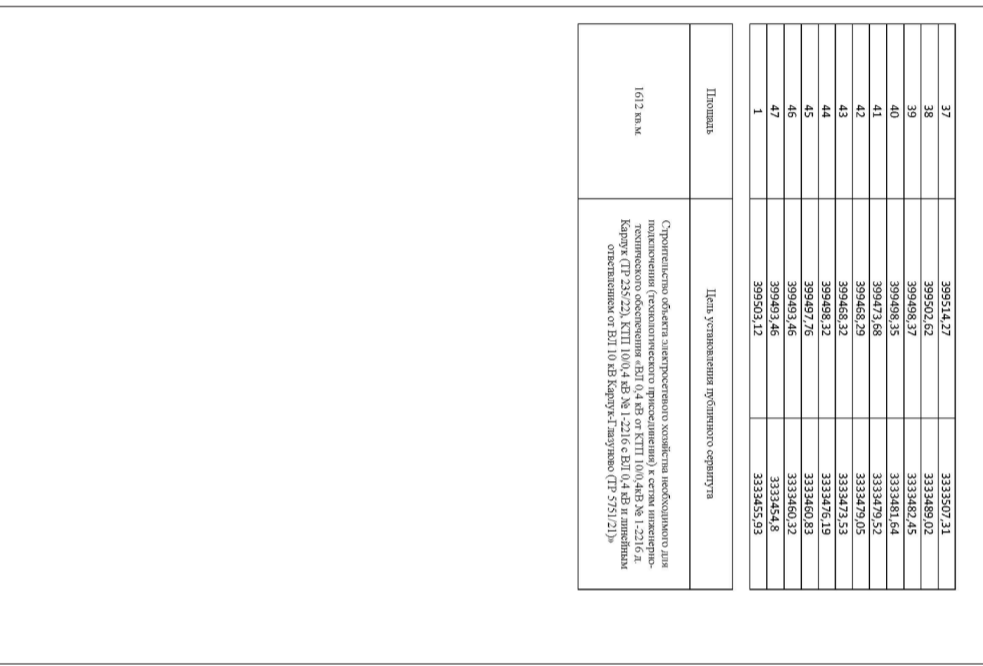 37 399514,27 3333507,31
38 399502,62 3333489,02
39 399498,37 3333482,45
40 399498,35 3333481,64
41 399473,68 3333479,52
42 399468,29 3333479,05
43 399468,32 3333473,53
44 399498,32 3333476,19
45 399497,76 3333460,83
46 399493,46 3333460,32
47 399493,46 3333454,8
1 399503,12 3333455,93
Площадь Цель установления публичного сервитута
1612 кв.м. Строительство объекта электросетевого хозяйства необходимого для
подключения (технологического присоединения) к сетям инженерно-
технического обеспечения «ВЛ 0,4 кВ от КТП 10/0,4кВ № 1-2216 д.
Карлук (ТР 235/22), КТП 10/0,4 кВ № 1-2216 с ВЛ 0,4 кВ и линейным
ответвлением от ВЛ 10 кВ Карлук-Глазуново (ТР 5751/21)»